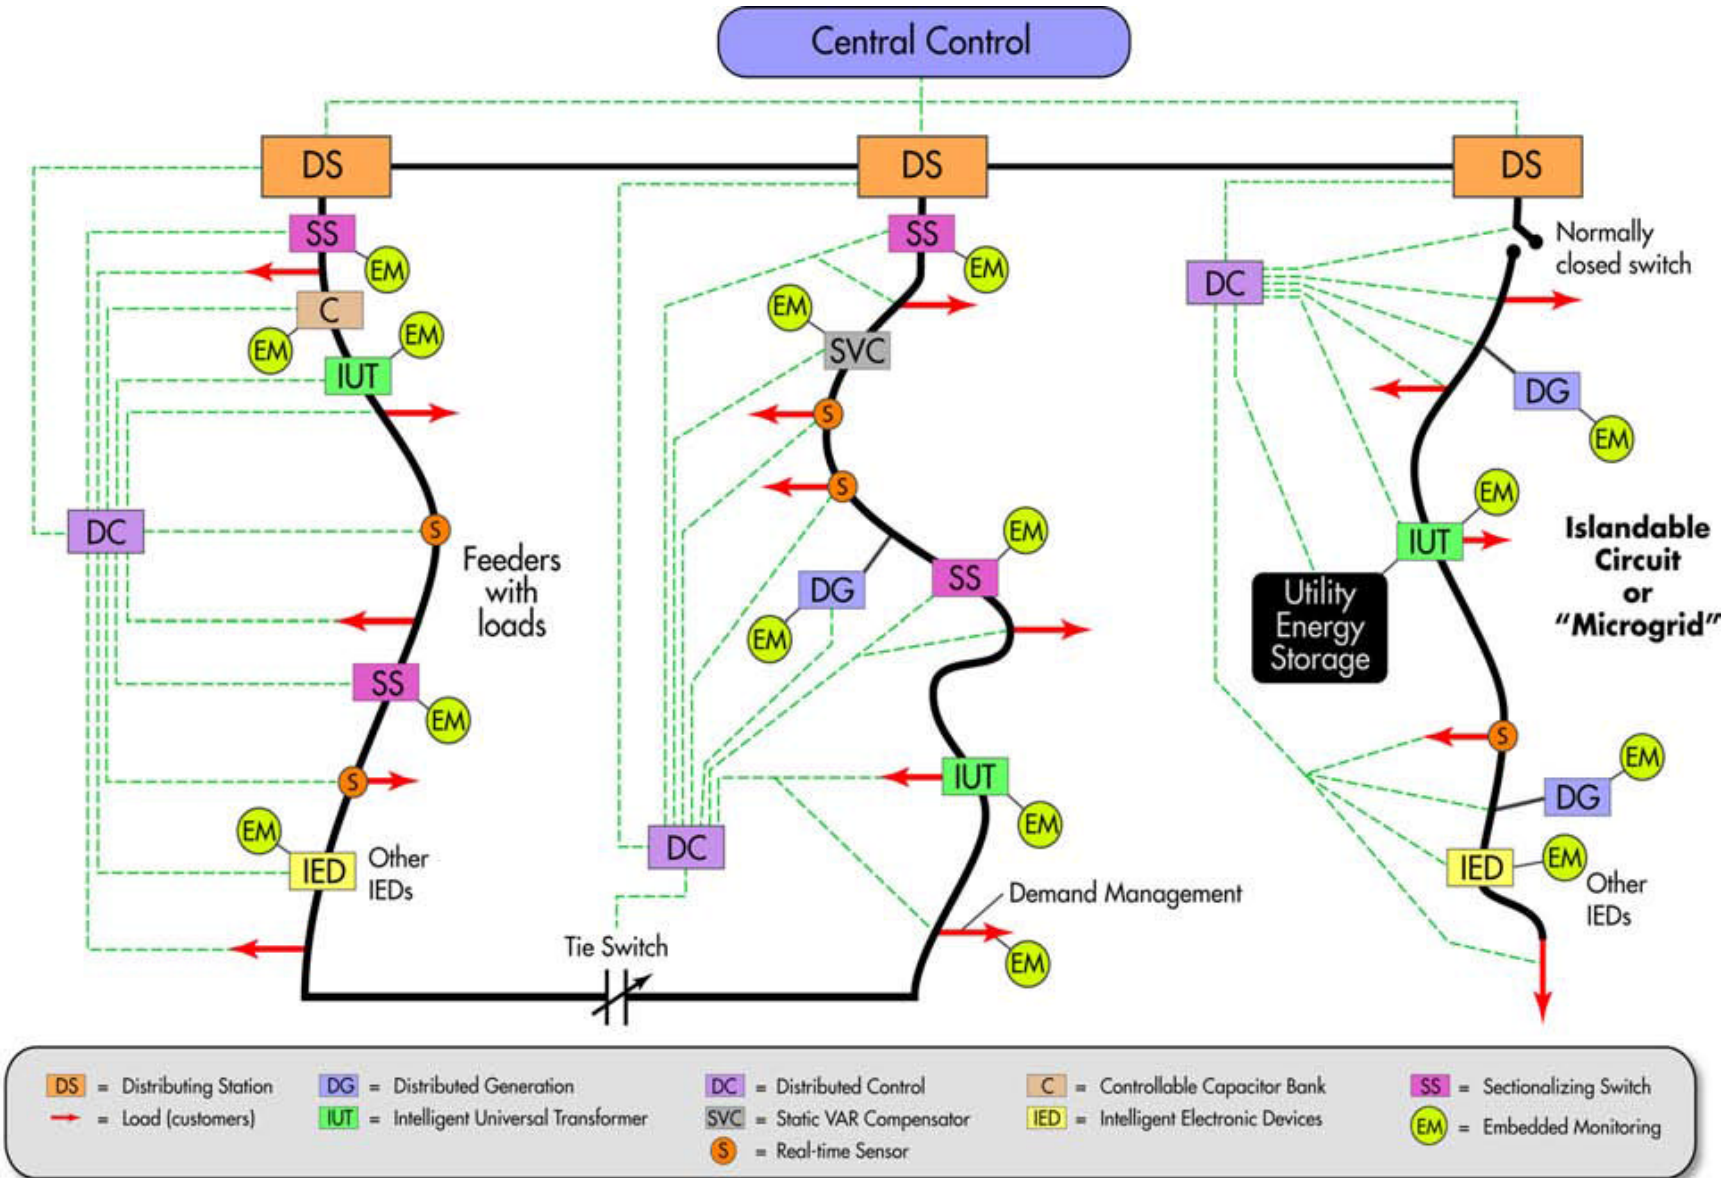 Central Control
DS
DS
DS
SS
EM
SS
EM
Normally
closed switch
DC
C
EM
EM
EM
SVC
IUT
DG
S
EM
S
EM
DC
S
Feeders
with
loads
EM
SS
DG
EM
IUT
Islandable
Circuit
or
“Microgrid”
Utility
Energy
Storage
EM
SS
EM
S
EM
S
IUT
DG
EM
EM
IED
Other
IEDs
DC
IED
EM
Other
IEDs
Demand Management
Tie Switch
EM
DS = Distributing Station
DG = Distributed Generation
DC = Distributed Control
C = Controllable Capacitor Bank
SS = Sectionalizing Switch
= Load (customers)
IUT = Intelligent Universal Transformer
SVC = Static VAR Compensator
IED = Intelligent Electronic Devices
EM = Embedded Monitoring
S = Real-time Sensor